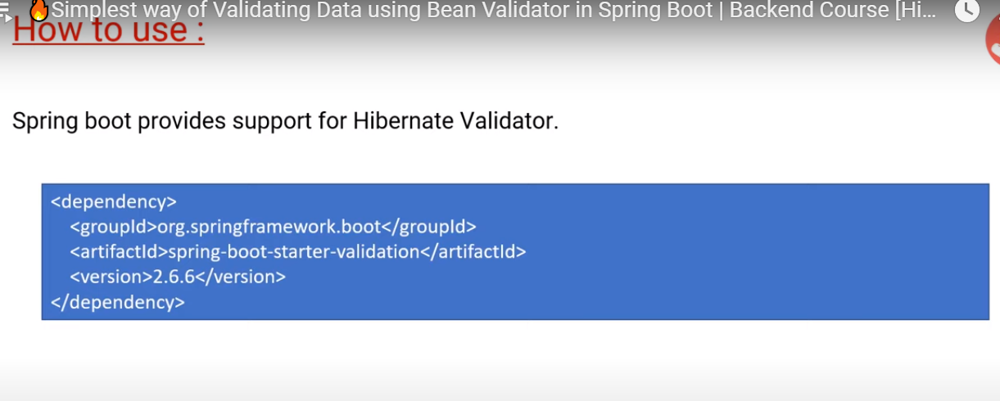 🔥Simplest way of Validating Data using Bean Validator in Spring Boot | Backend Course [Hi...
How to use :
Spring boot provides support for Hibernate Validator.
<dependency>
<groupId>org.springframework.boot</groupId>
<artifactId>spring-boot-starter-validation</artifactId>
<version>2.6.6</version>
</dependency>